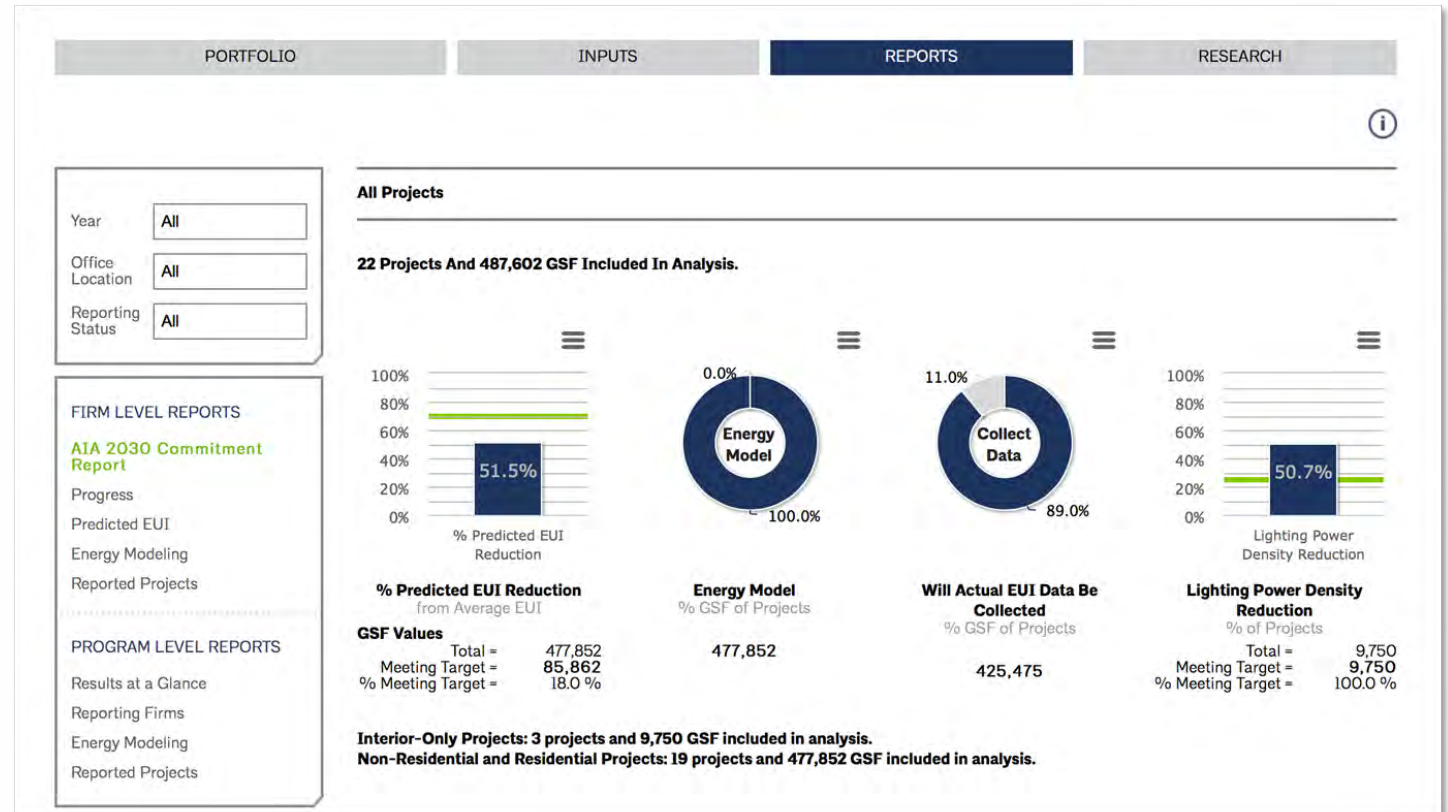 PORTFOLIO
INPUTS
REPORTS
RESEARCH
i
Year
All
Office
Location
All
Reporting
Status
All
FIRM LEVEL REPORTS
AIA 2030 Commitment
Report
Progress
Predicted EUI
Energy Modeling
Reported Projects
PROGRAM LEVEL REPORTS
Results at a Glance
Reporting Firms
Energy Modeling
Reported Projects
All Projects
22 Projects And 487,602 GSF Included In Analysis.
100%
80%
60%
40%
20%
0%
51.5%
% Predicted EUI
Reduction
% Predicted EUI Reduction
from Average EUI
GSF Values
Total = 477,852
Meeting Target = 85,862
% Meeting Target = 18.0 %
0.0%
Energy
Model
100.0%
Energy Model
% GSF of Projects
477,852
11.0%
Collect
Data
89.0%
Will Actual EUI Data Be
Collected
% GSF of Projects
425,475
100%
80%
60%
40%
20%
0%
50.7%
Lighting Power
Density Reduction
Lighting Power Density
Reduction
% of Projects
Total = 9,750
Meeting Target = 9,750
% Meeting Target = 100.0 %
Interior-Only Projects: 3 projects and 9,750 GSF included in analysis.
Non-Residential and Residential Projects: 19 projects and 477,852 GSF included in analysis.